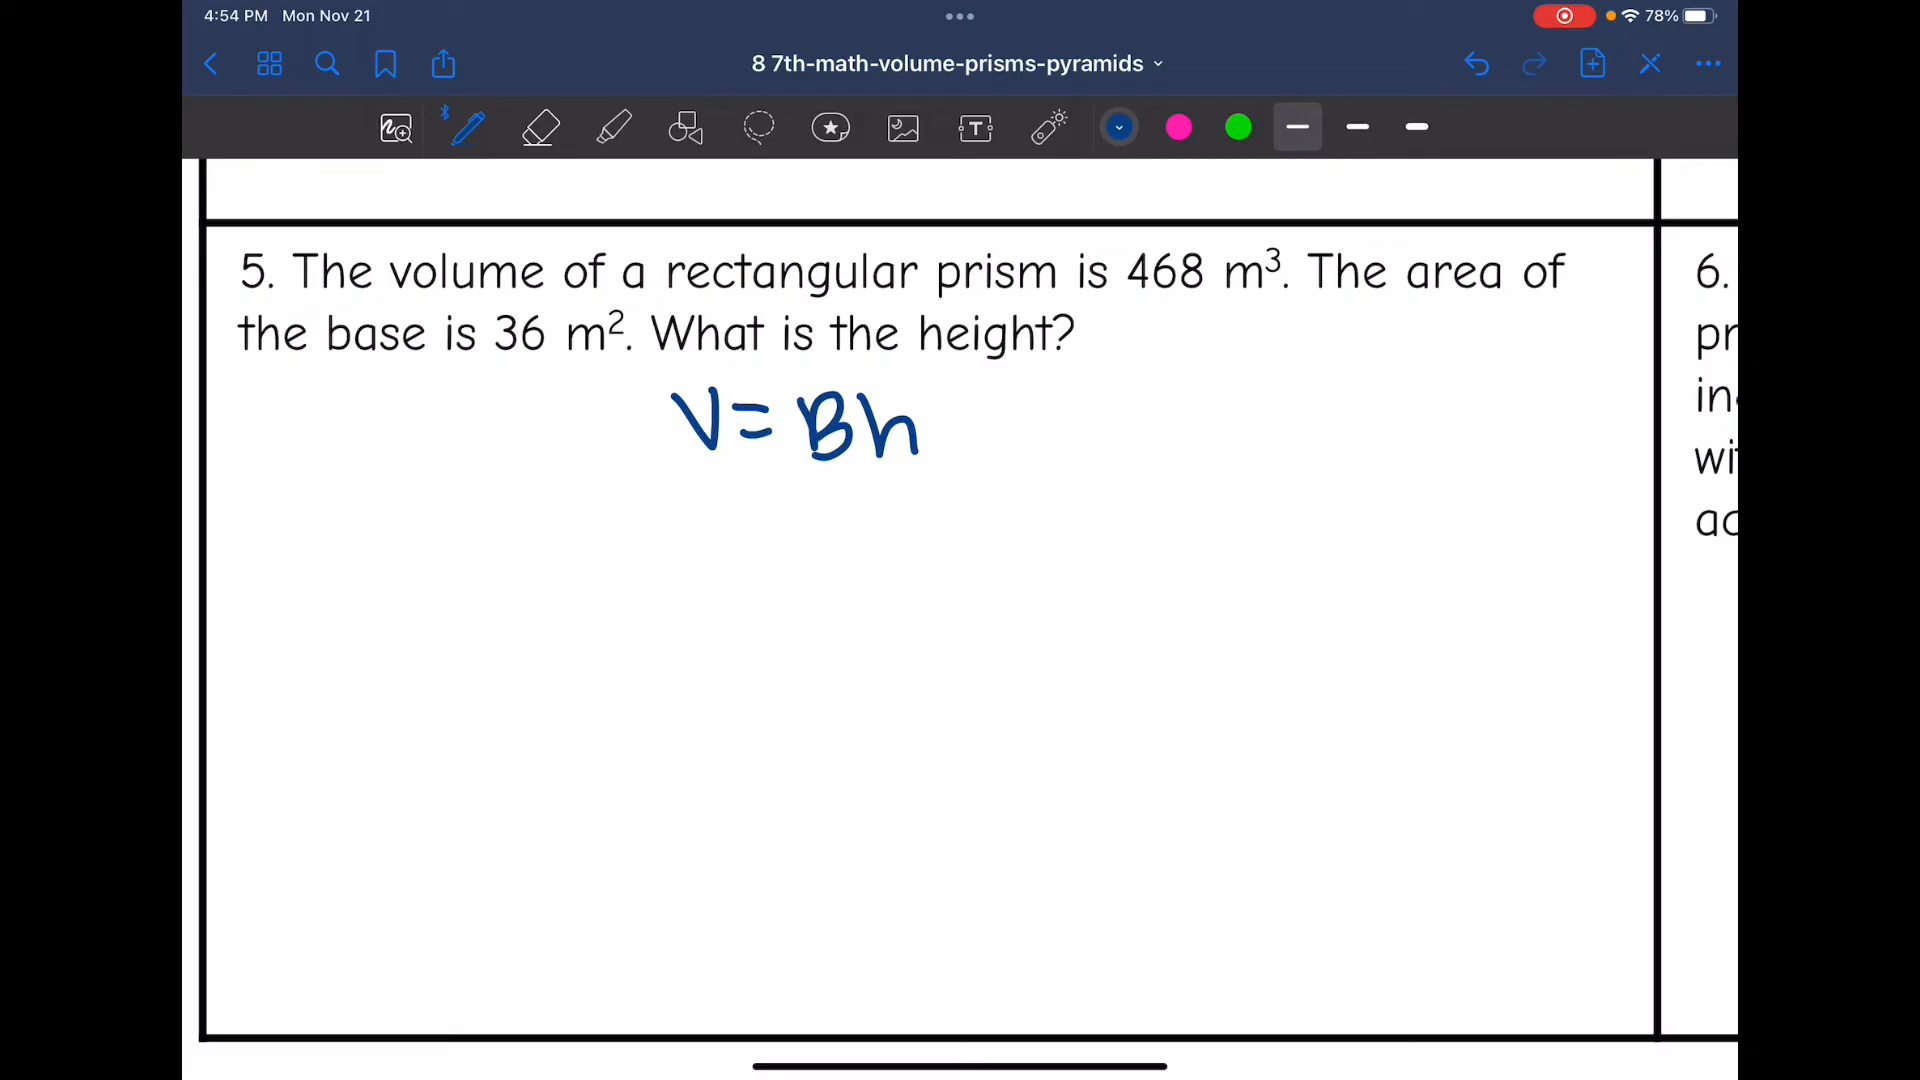 4:54 PM Mon Nov 21
78%
8 7th-math-volume-prisms-pyramids
T
5. The volume of a rectangular prism is 468 m³. The area of
the base is 36 m². What is the height?
V = Bh
6.
pr
in
wi
ac